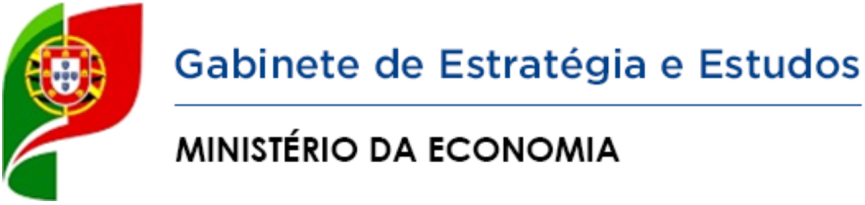 Gabinete de Estratégia e Estudos
MINISTÉRIO DA ECONOMIA